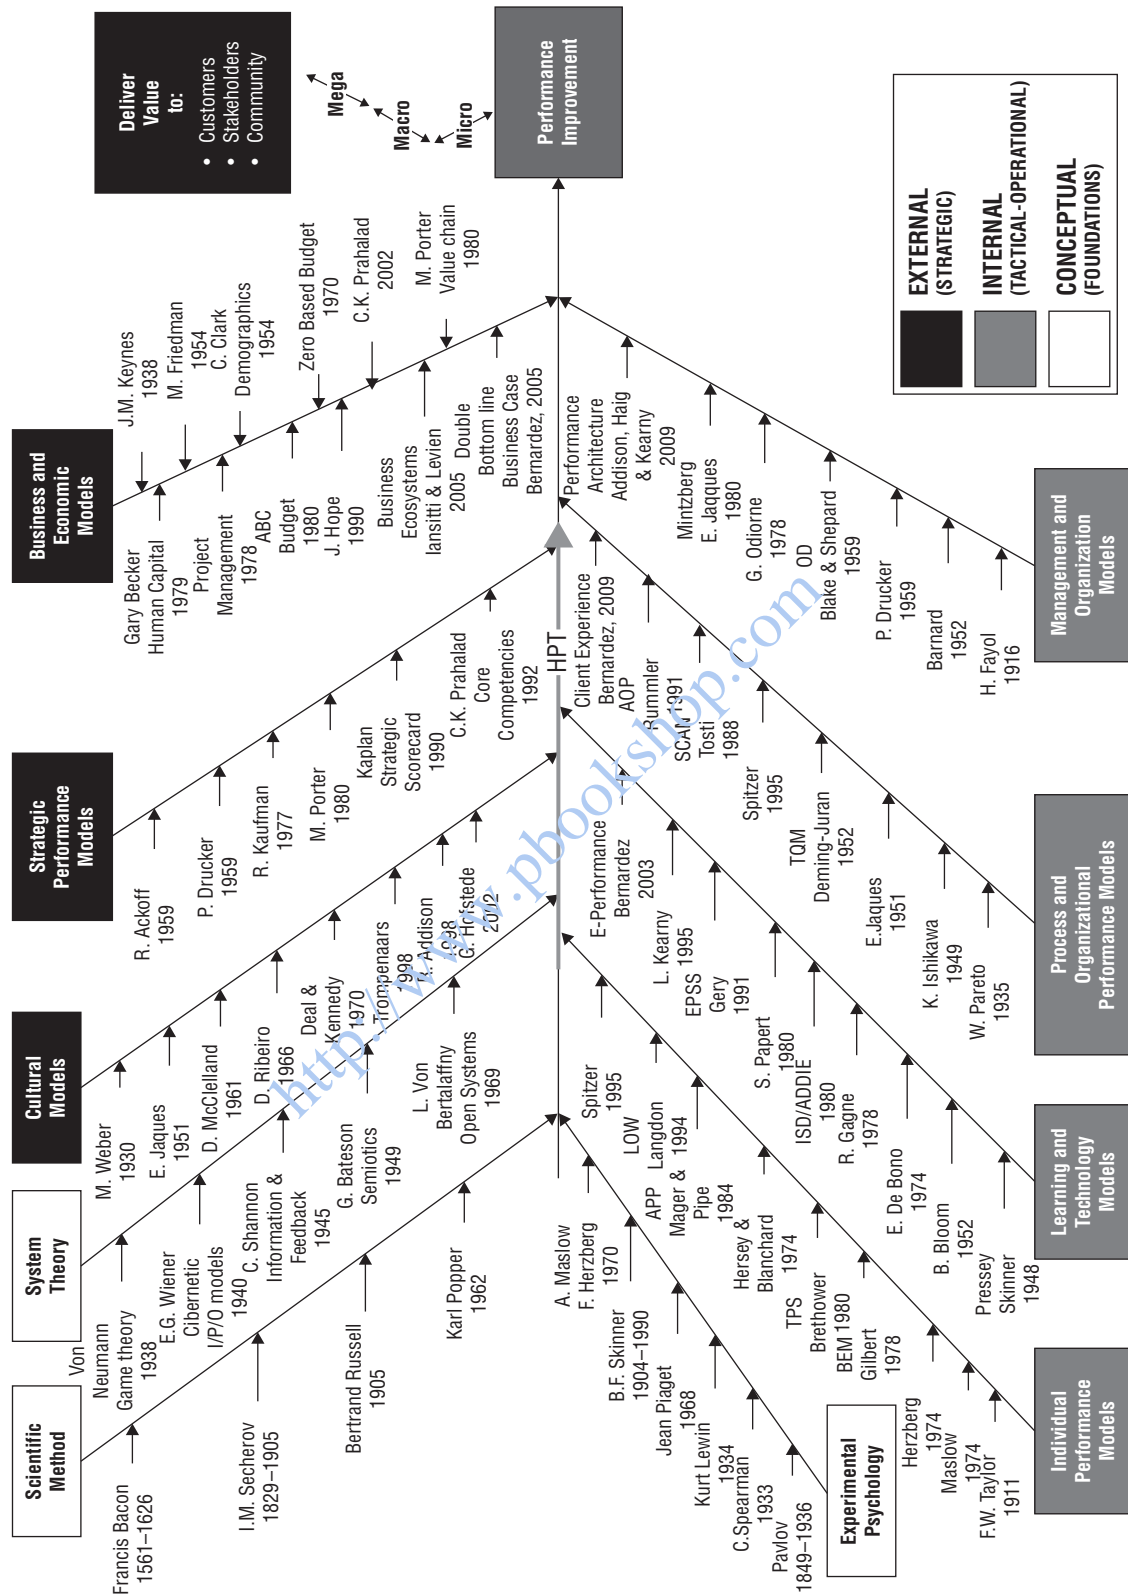 Scientific
Method
Francis Bacon
1561–1626
I.M. Secherov
1829–1905
Bertrand Russell
1905
Karl Popper
1962
System
Theory
Von
Neumann
Game theory
1938
E.G. Wiener
Cibernetic
I/P/O models
1940
C. Shannon
Information &
Feedback
1945
G. Bateson
Semiotics
1949
L. Von
Bertalaffny
Open Systems
1969
Cultural
Models
M. Weber
1930
E. Jaques
1951
D. McClelland
1961
D. Ribeiro
1966
Deal &
Kennedy
1970
Trompenaars
1998
R. Addison
1998
G. Hofstede
2002
Strategic
Performance
Models
R. Ackoff
1959
P. Drucker
1959
R. Kaufman
1977
M. Porter
1980
Kaplan
Strategic
Scorecard
1990
C.K. Prahalad
Core
Competencies
1992
Business and
Economic
Models
J.M. Keynes
1938
M. Friedman
1954
C. Clark
Demographics
1954
Zero Based Budget
1970
C.K. Prahalad
2002
M. Porter
Value chain
1980
Gary Becker
Human Capital
1979
Project
Management
1978
ABC
Budget
1980
J. Hope
1990
Business
Ecosystems
Iansitti & Levien
2005
Double
Bottom line
Business Case
Bernardez, 2005
Deliver
Value
to:
• Customers
• Stakeholders
• Community
Mega
Macro
Micro
Performance
Improvement
HPT
A. Maslow
F. Herzberg
1970
B.F. Skinner
1904–1990
Jean Piaget
1968
Kurt Lewin
1934
C.Spearman
1933
Pavlov
1849–1936
Experimental
Psychology
Spitzer
1995
LOW
Langdon
1994
APP
Mager &
Pipe
1984
Hersey &
Blanchard
1974
TPS
Brethower
1980
BEM
Gilbert
1978
Herzberg
1974
Maslow
1974
F.W. Taylor
1911
Individual
Performance
Models
E-Performance
Bernardez
2003
L. Kearny
1995
EPSS
Gery
1991
S. Papert
1980
ISD/ADDIE
1980
R. Gagne
1978
E. De Bono
1974
B. Bloom
1952
Pressey
Skinner
1948
Learning and
Technology
Models
Client Experience
Bernardez, 2009
AOP
Rummler
1991
SCAN
Tosti
1988
Spitzer
1995
TQM
Deming-Juran
1952
E.Jaques
1951
K. Ishikawa
1949
W. Pareto
1935
Process and
Organizational
Performance Models
Performance
Architecture
Addison, Haig
& Kearny
2009
Mintzberg
E. Jaqques
1980
G. Odiorne
1978
OD
Blake & Shepard
1959
P. Drucker
1959
Barnard
1952
H. Fayol
1916
Management and
Organization
Models
EXTERNAL
(STRATEGIC)
INTERNAL
(TACTICAL-OPERATIONAL)
CONCEPTUAL
(FOUNDATIONS)
http://www.pbookshop.com